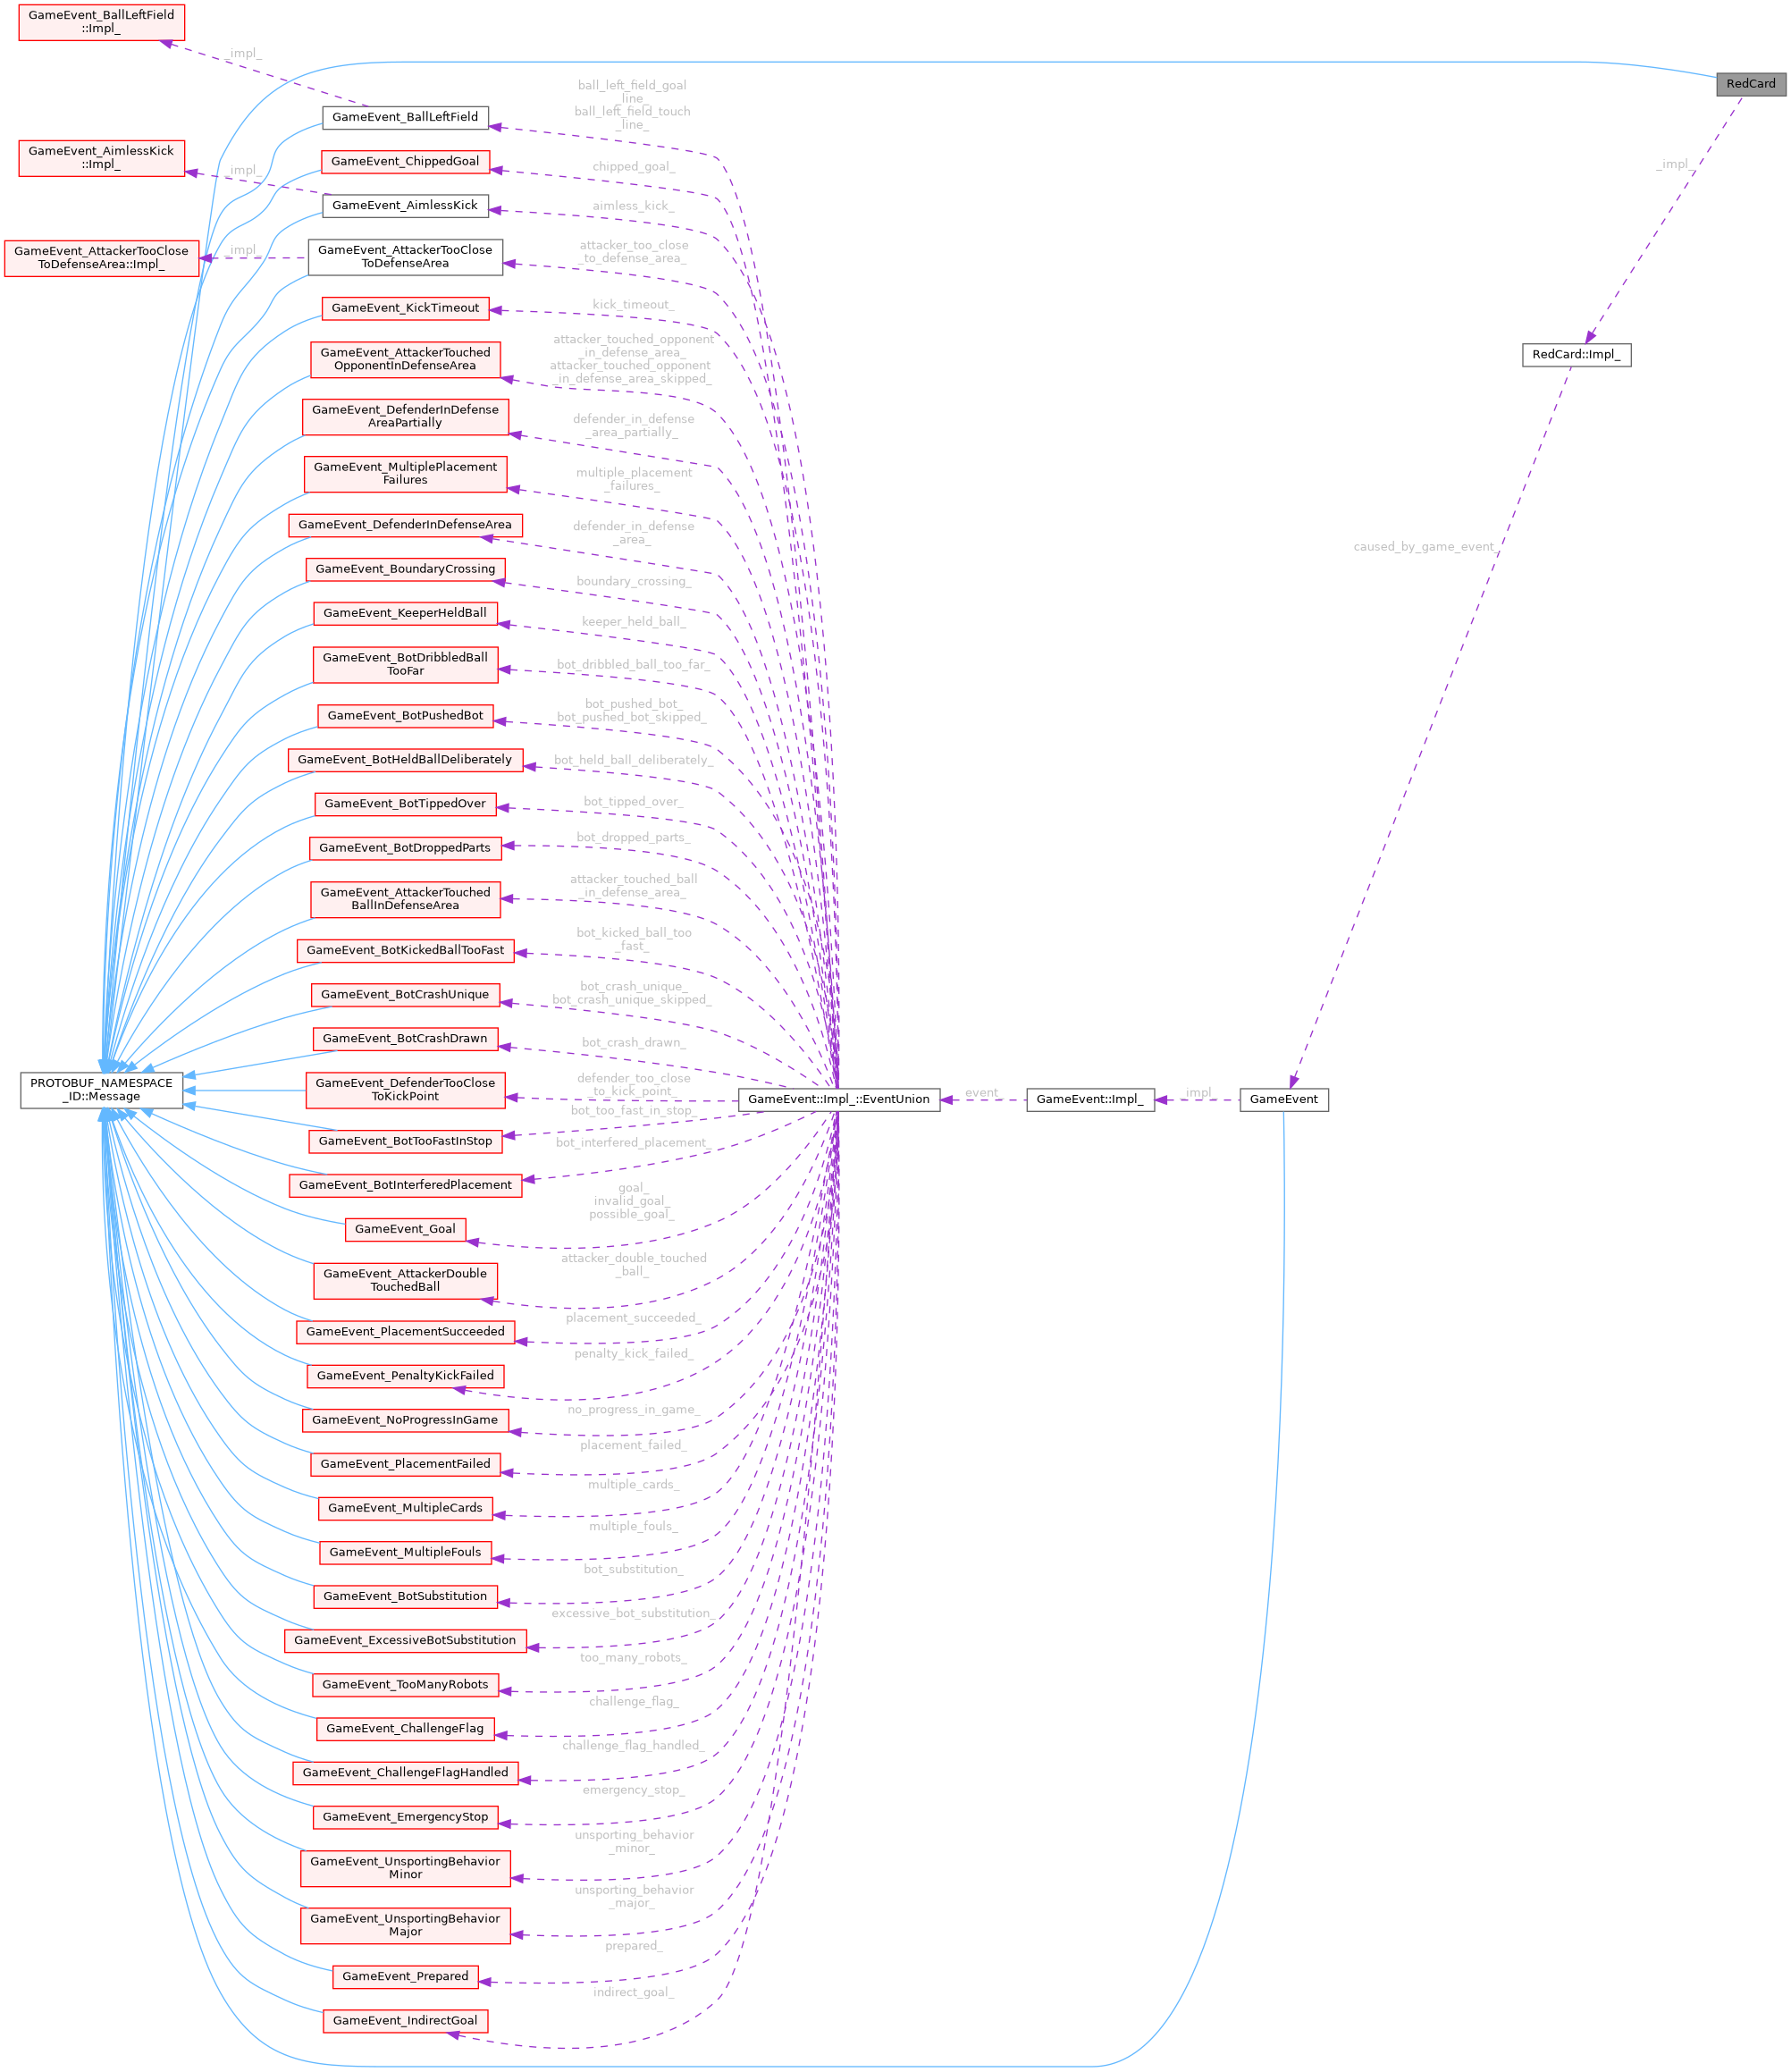 GameEvent_BallLeftField
::Impl_
_impl_
RedCard
ball_left_field_goal
_line_
ball_left_field_touch
_line_
GameEvent_BallLeftField
GameEvent_AimlessKick
::Impl_
_impl_
GameEvent_ChippedGoal
chipped_goal_
_impl_
GameEvent_AimlessKick
aimless_kick_
GameEvent_AttackerTooClose
ToDefenseArea::Impl_
_impl_
GameEvent_AttackerTooClose
ToDefenseArea
attacker_too_close
_to_defense_area_
GameEvent_KickTimeout
kick_timeout_
RedCard::Impl_
GameEvent_AttackerTouched
OpponentInDefenseArea
attacker_touched_opponent
_in_defense_area_
attacker_touched_opponent
_in_defense_area_skipped_
GameEvent_DefenderInDefense
AreaPartially
defender_in_defense
_area_partially_
GameEvent_MultiplePlacement
Failures
multiple_placement
_failures_
GameEvent_DefenderInDefenseArea
defender_in_defense
_area_
caused_by_game_event_
GameEvent_BoundaryCrossing
boundary_crossing_
GameEvent_KeeperHeldBall
keeper_held_ball_
GameEvent_BotDribbledBall
TooFar
bot_dribbled_ball_too_far_
GameEvent_BotPushedBot
bot_pushed_bot_
bot_pushed_bot_skipped_
GameEvent_BotHeldBallDeliberately
bot_held_ball_deliberately_
GameEvent_BotTippedOver
bot_tipped_over_
GameEvent_BotDroppedParts
bot_dropped_parts_
GameEvent_AttackerTouched
BallInDefenseArea
attacker_touched_ball
_in_defense_area_
GameEvent_BotKickedBallTooFast
bot_kicked_ball_too
_fast_
GameEvent_BotCrashUnique
bot_crash_unique_
bot_crash_unique_skipped_
GameEvent_BotCrashDrawn
bot_crash_drawn_
PROTOBUF_NAMESPACE
_ID::Message
GameEvent_DefenderTooClose
ToKickPoint
defender_too_close
_to_kick_point_
GameEvent::Impl_::EventUnion
event_
GameEvent::Impl_
_impl_
GameEvent
GameEvent_BotTooFastInStop
bot_too_fast_in_stop_
GameEvent_BotInterferedPlacement
bot_interfered_placement_
GameEvent_Goal
goal_
invalid_goal_
possible_goal_
GameEvent_AttackerDouble
TouchedBall
attacker_double_touched
_ball_
GameEvent_PlacementSucceeded
placement_succeeded_
GameEvent_PenaltyKickFailed
penalty_kick_failed_
GameEvent_NoProgressInGame
no_progress_in_game_
GameEvent_PlacementFailed
placement_failed_
GameEvent_MultipleCards
multiple_cards_
GameEvent_MultipleFouls
multiple_fouls_
GameEvent_BotSubstitution
bot_substitution_
GameEvent_ExcessiveBotSubstitution
excessive_bot_substitution_
GameEvent_TooManyRobots
too_many_robots_
GameEvent_ChallengeFlag
challenge_flag_
GameEvent_ChallengeFlagHandled
challenge_flag_handled_
GameEvent_EmergencyStop
emergency_stop_
GameEvent_UnsportingBehavior
Minor
unsporting_behavior
_minor_
GameEvent_UnsportingBehavior
Major
unsporting_behavior
_major_
GameEvent_Prepared
prepared_
GameEvent_IndirectGoal
indirect_goal_